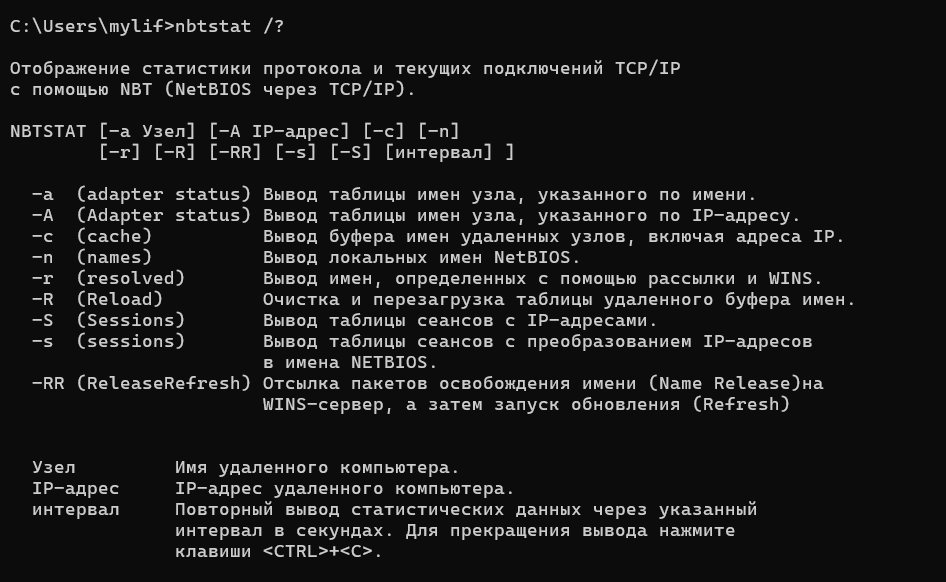 C:\Users\mylif>nbtstat /?
Отображение статистики протокола и текущих подключений TCP/IP
с помощью NBT (NetBIOS через TCP/IP).
NBTSTAT [-a Узел] [-A IP-адрес] [-c] [-n]
[-r] [-R] [-RR] [-s] [-S] [интервал] ]
-a (adapter status) Вывод таблицы имен узла, указанного по имени.
-A (Adapter status) Вывод таблицы имен узла, указанного по IP-адресу.
-c (cache) Вывод буфера имен удаленных узлов, включая адреса IP.
-n (names) Вывод локальных имен NetBIOS.
-r (resolved) Вывод имен, определенных с помощью рассылки и WINS.
-R (Reload) Очистка и перезагрузка таблицы удаленного буфера имен.
-S (Sessions) Вывод таблицы сеансов с IP-адресами.
-s (sessions) Вывод таблицы сеансов с преобразованием IP-адресов
в имена NETBIOS.
-RR (ReleaseRefresh) Отсылка пакетов освобождения имени (Name Release)на
WINS-сервер, а затем запуск обновления (Refresh)
Узел Имя удаленного компьютера.
IP-адрес IP-адрес удаленного компьютера.
интервал Повторный вывод статистических данных через указанный
интервал в секундах. Для прекращения вывода нажмите
клавиши <CTRL>+<C>.